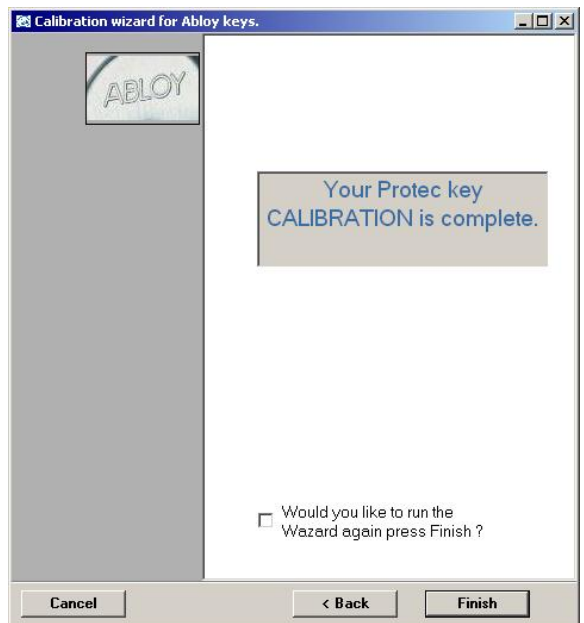 Calibration wizard for Abloy keys.
ABLOY
Your Protec key
CALIBRATION is complete.
Would you like to run the
Wazard again press Finish ?
Cancel
< Back
Finish